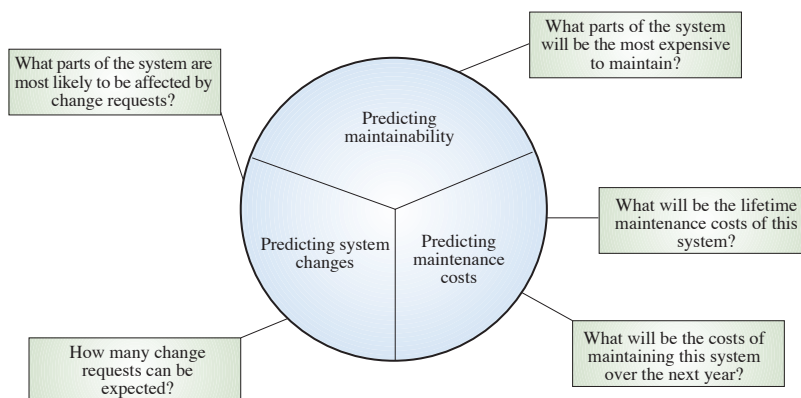 What parts of the system
will be the most expensive
to maintain?
What parts of the system are
most likely to be affected by
change requests?
Predicting
maintainability
What will be the lifetime
maintenance costs of this
system?
Predicting system
changes
Predicting
maintenance
costs
How many change
requests can be
expected?
What will be the costs of
maintaining this system
over the next year?